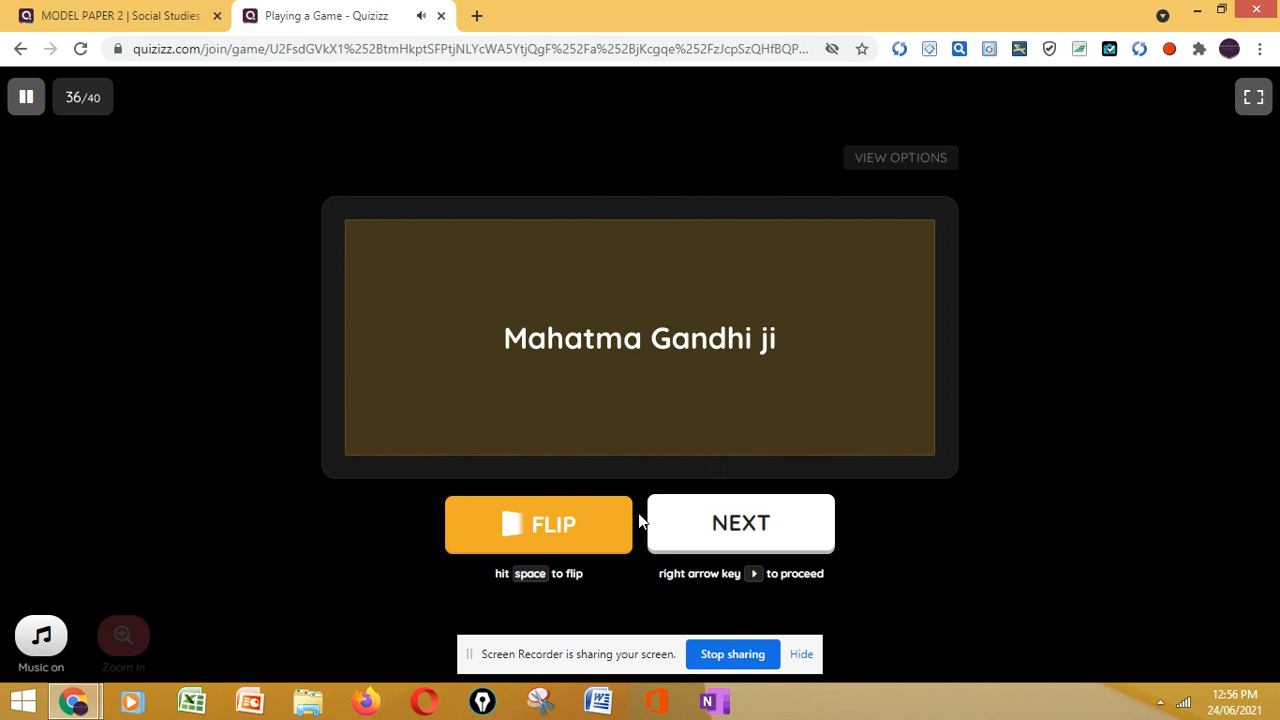 MODEL PAPER 2 | Social Studies
Playing a Game - Quizizz
quizizz.com/join/game/U2FsdGVkX1%252BtmHkptSFPtjNLYcWA5YtjQgF%252Fa%252BjKcgqe%252FzJcpSzQHfBQP...
36/40
VIEW OPTIONS
Mahatma Gandhi ji
FLIP
NEXT
hit space to flip
right arrow key to proceed
Music on
Zoom In
Screen Recorder is sharing your screen.
Stop sharing
Hide
12:56 PM
24/06/2021